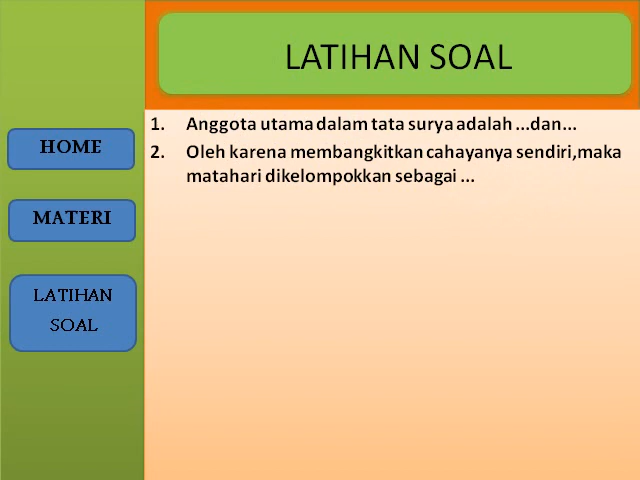 LATIHAN SOAL
HOME
MATERI
LATIHAN
SOAL
1. Anggota utama dalam tata surya adalah ...dan...
2. Oleh karena membangkitkan cahayanya sendiri,maka
matahari dikelompokkan sebagai ...